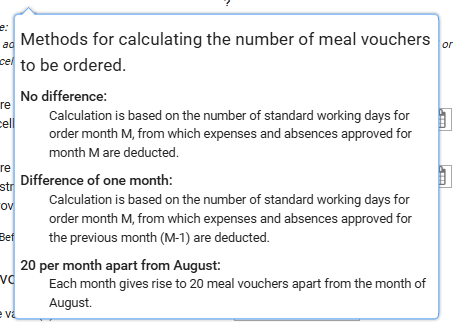 ?
e:
Methods for calculating the number of meal vouchers
to be ordered.
or
No difference:
Calculation is based on the number of standard working days for
order month M, from which expenses and absences approved for
month M are deducted.
Difference of one month:
Calculation is based on the number of standard working days for
order month M, from which expenses and absences approved for
the previous month (M-1) are deducted.
20 per month apart from August:
Each month gives rise to 20 meal vouchers apart from the month of
August.